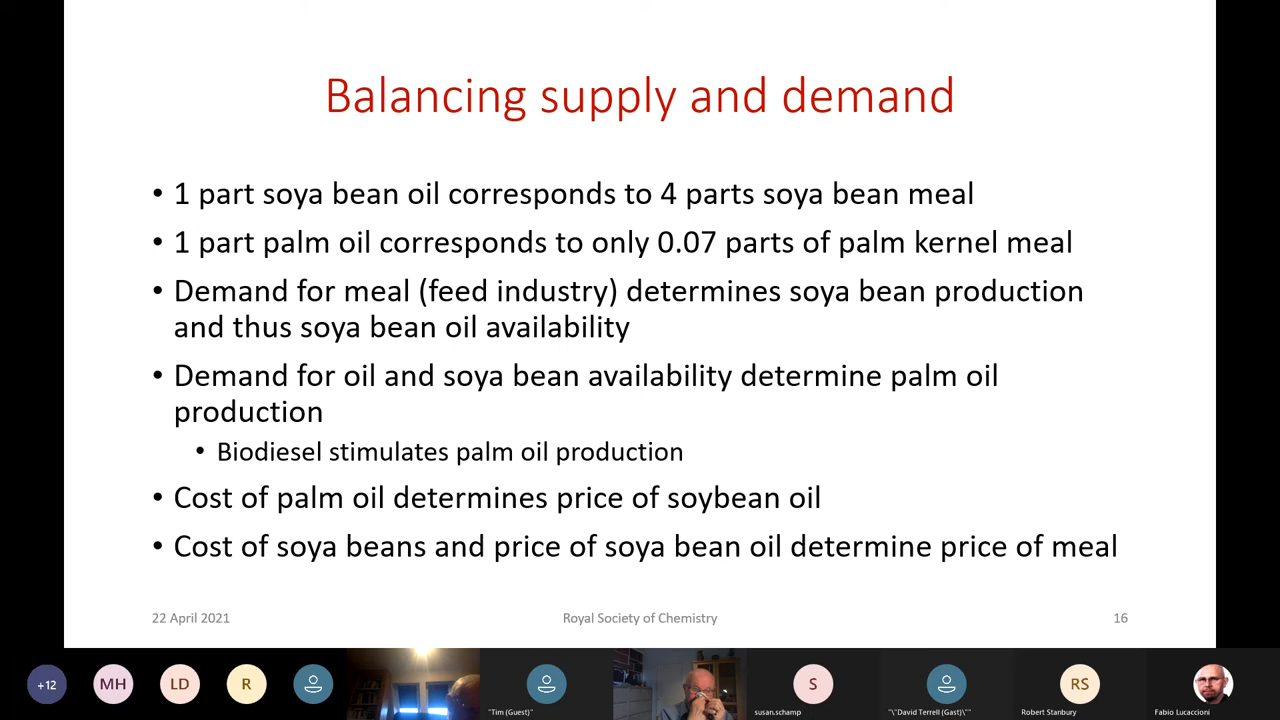 Balancing supply and demand
• 1 part soya bean oil corresponds to 4 parts soya bean meal
• 1 part palm oil corresponds to only 0.07 parts of palm kernel meal
• Demand for meal (feed industry) determines soya bean production
and thus soya bean oil availability
• Demand for oil and soya bean availability determine palm oil
production
• Biodiesel stimulates palm oil production
• Cost of palm oil determines price of soybean oil
• Cost of soya beans and price of soya bean oil determine price of meal
22 April 2021 Royal Society of Chemistry 16
+12 MH LD R S RS
"Tim (Guest)" susan.schamp "\"David Terrell (Gast)\"" Robert Stanbury Fabio Lucaccioni